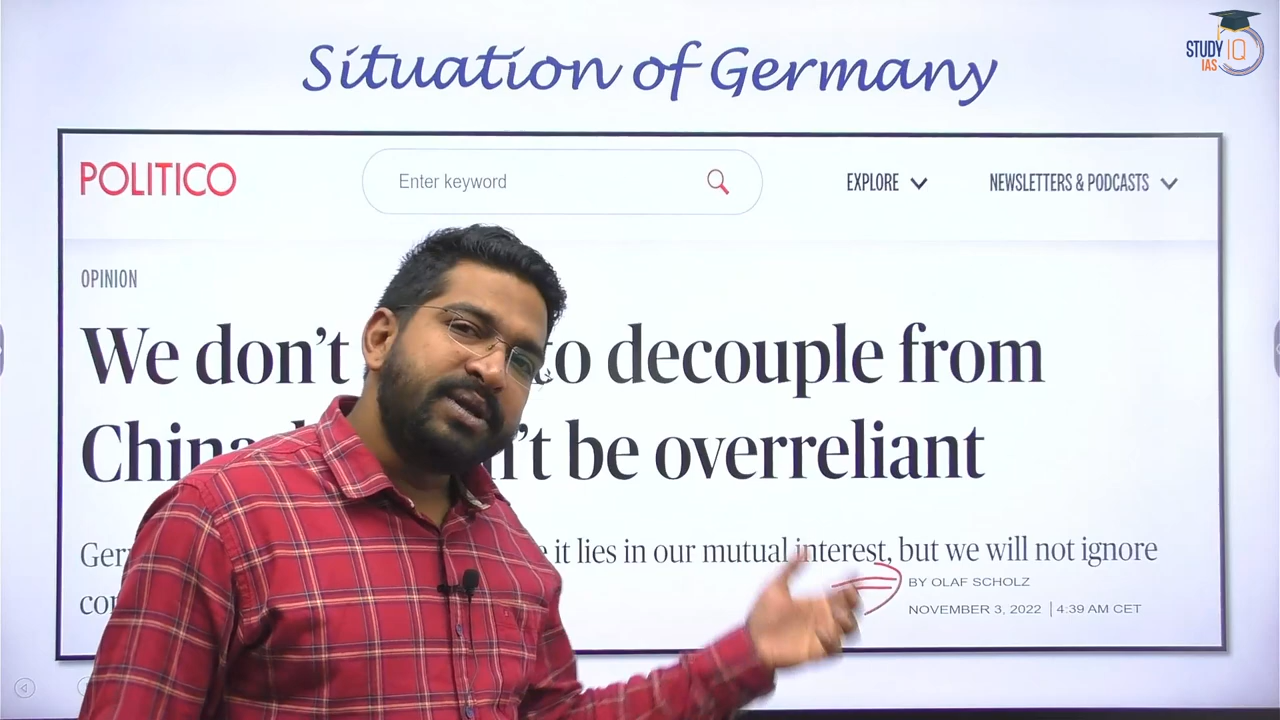 Situation of Germany
STUDY IQ
IAS
POLITICO
Enter keyword
EXPLORE
NEWSLETTERS & PODCASTS
OPINION
We don't to decouple from
China be overreliant
it lies in our mutual interest, but we will not ignore
BY OLAF SCHOLZ
NOVEMBER 3, 2022 | 4:39 AM CET